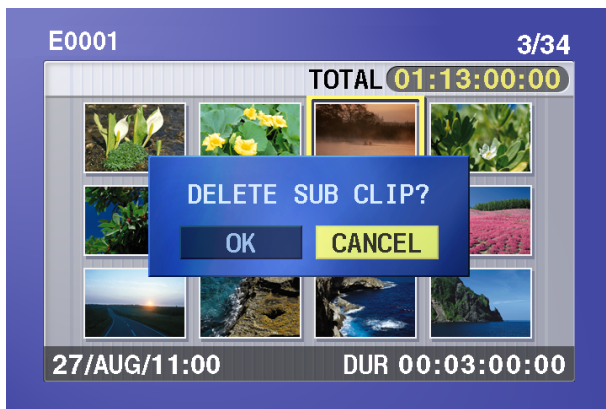 E0001 3/34
TOTAL 01:13:00:00
DELETE SUB CLIP?
OK CANCEL
27/AUG/11:00 DUR 00:03:00:00